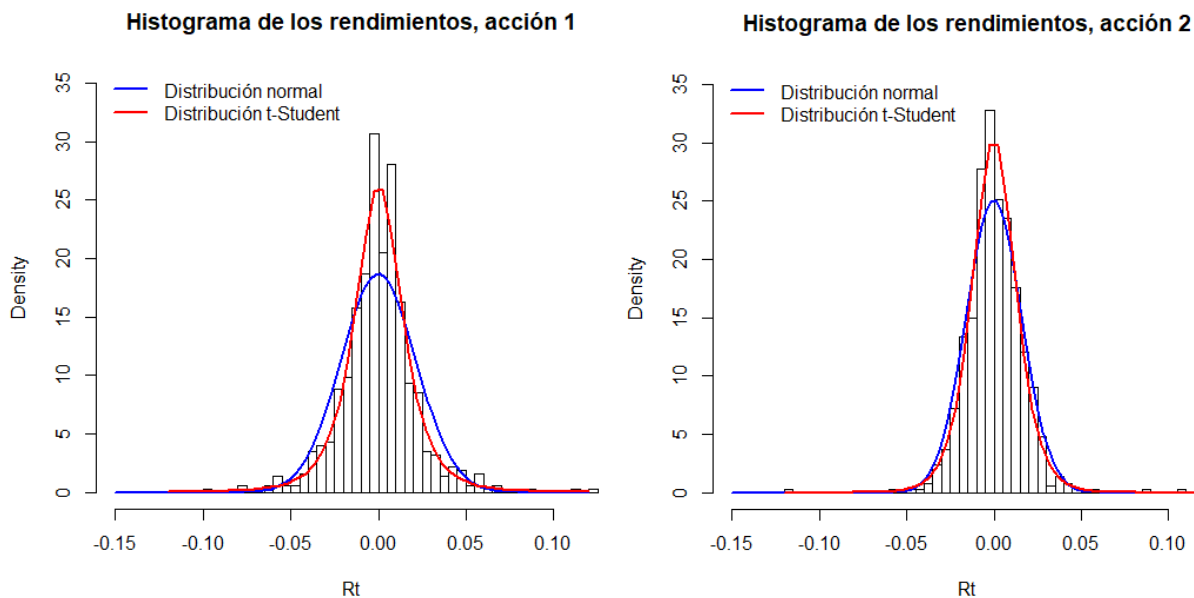 Histograma de los rendimientos, acción 1
Distribución normal
Distribución t-Student
Density
35
30
25
20
15
10
5
0
-0.15
-0.10
-0.05
0.00
0.05
0.10
Rt
Histograma de los rendimientos, acción 2
Distribución normal
Distribución t-Student
Density
35
30
25
20
15
10
5
0
-0.15
-0.10
-0.05
0.00
0.05
0.10
Rt